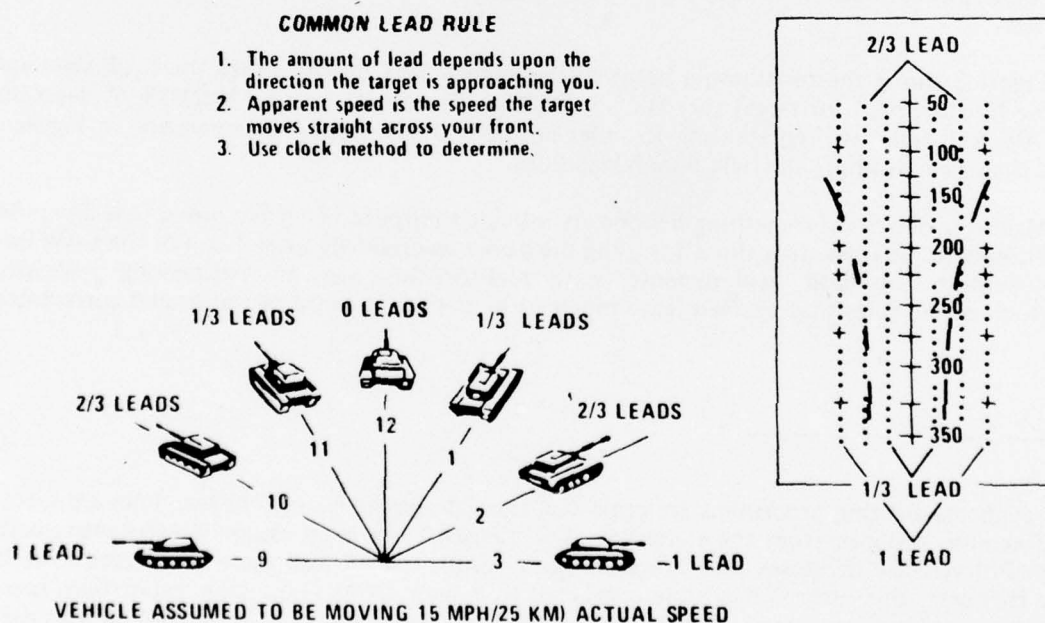 COMMON LEAD RULE
1. The amount of lead depends upon the
direction the target is approaching you.
2. Apparent speed is the speed the target
moves straight across your front.
3. Use clock method to determine.
1/3 LEADS
0 LEADS
1/3 LEADS
2/3 LEADS
2/3 LEADS
12
11
1
10
2
1 LEAD
9
3
1 LEAD
VEHICLE ASSUMED TO BE MOVING 15 MPH/25 KM) ACTUAL SPEED
2/3 LEAD
50
100
150
200
250
300
350
1/3 LEAD
1 LEAD